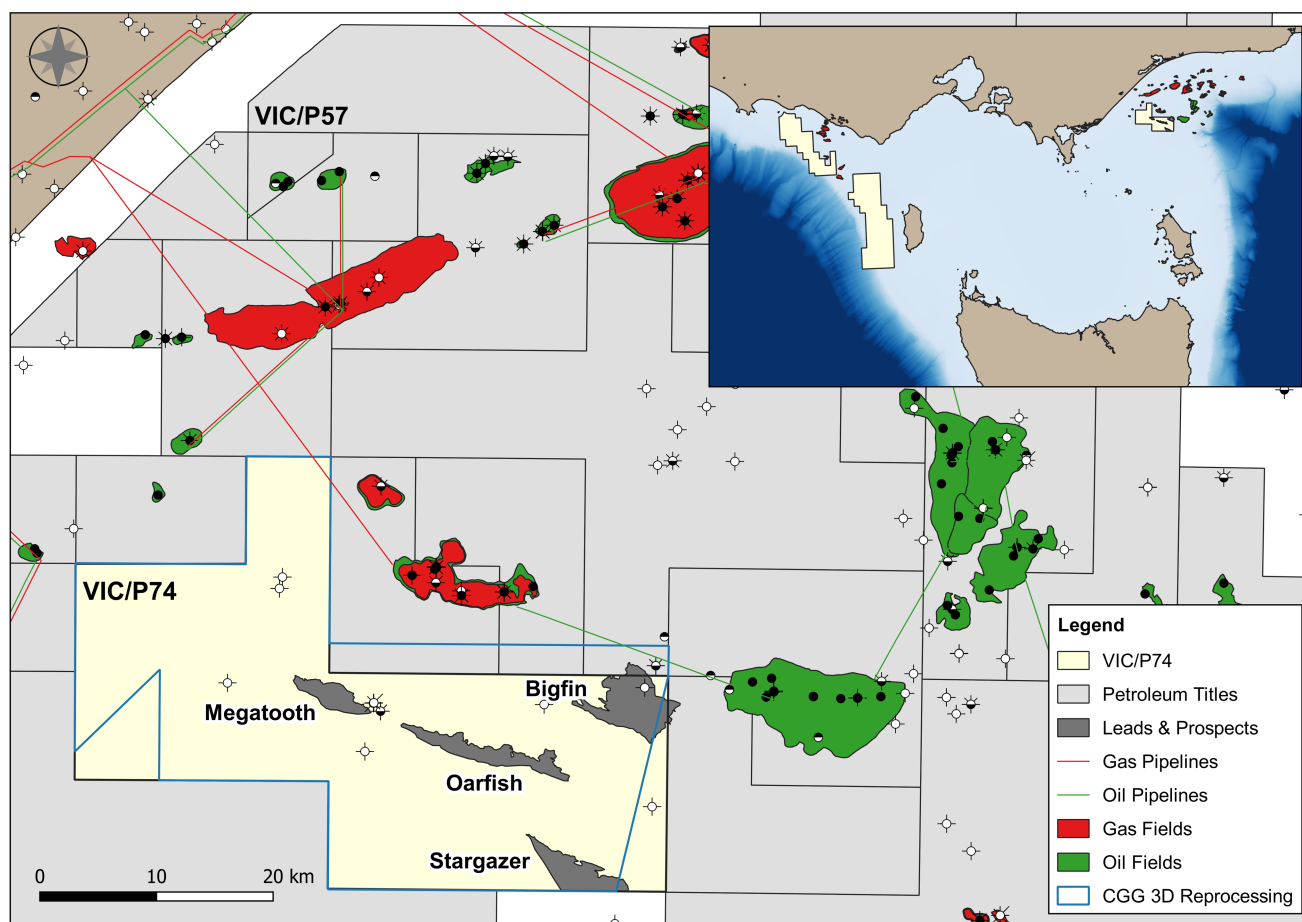 VIC/P57
VIC/P74
Megatooth
Bigfin
Oarfish
Stargazer
0 10 20 km
Legend
VIC/P74
Petroleum Titles
Leads & Prospects
Gas Pipelines
Oil Pipelines
Gas Fields
Oil Fields
CGG 3D Reprocessing